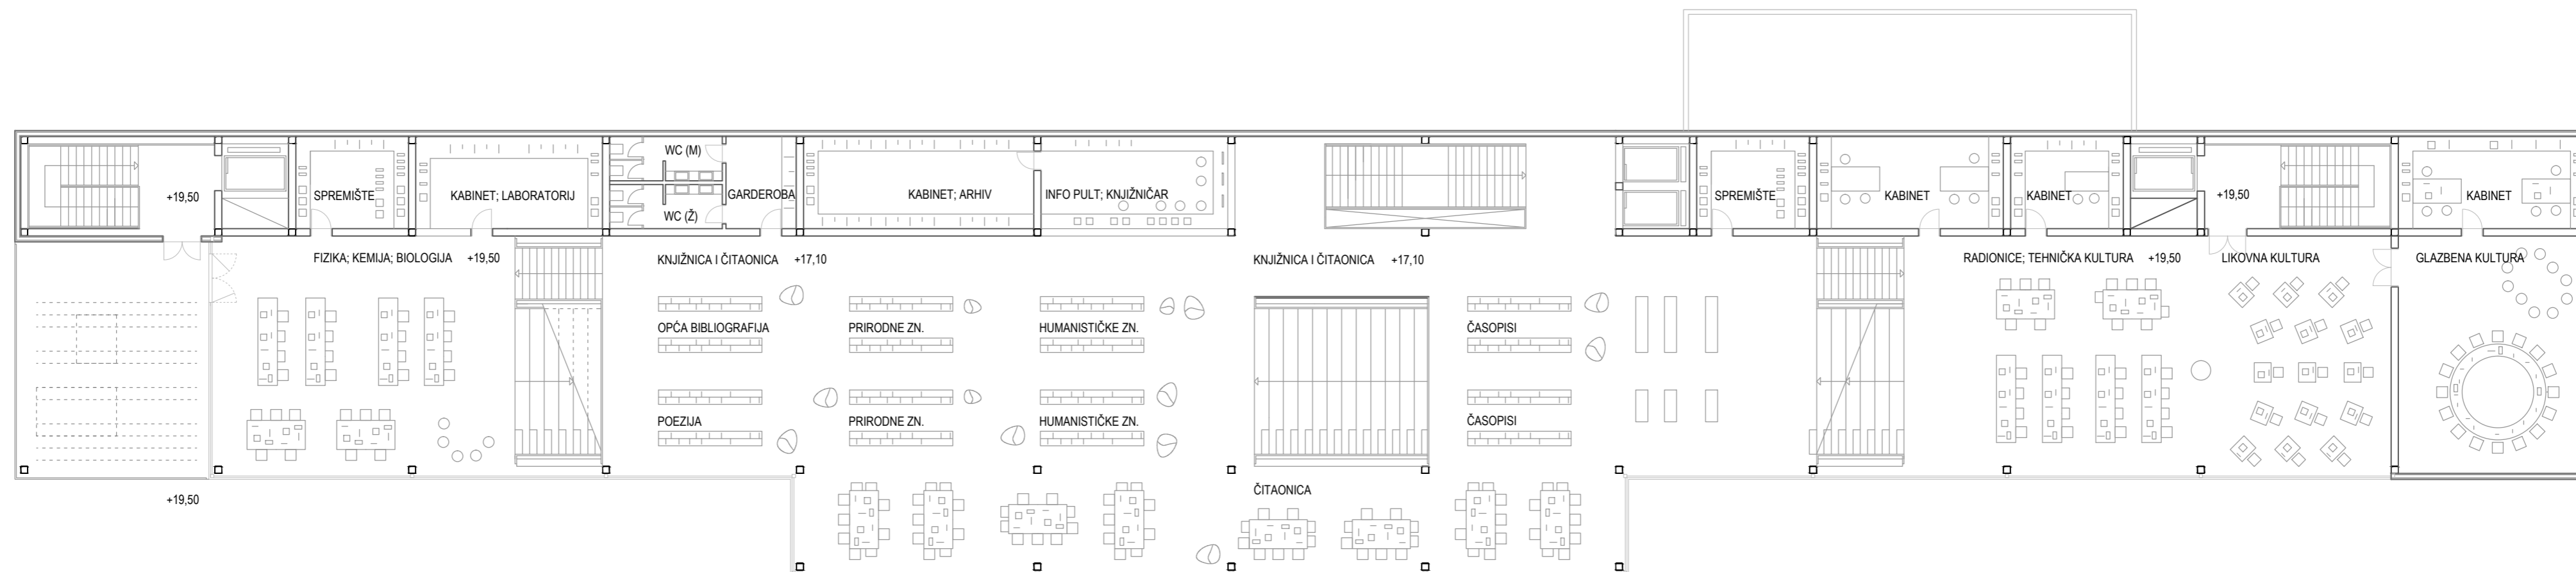 WC (M)
+19,50
SPREMIŠTE
KABINET; LABORATORIJ
GARDEROBA
KABINET; ARHIV
INFO PULT; KNJIŽNIČAR
SPREMIŠTE
KABINET
KABINET
+19,50
KABINET
WC (Ž)
FIZIKA; KEMIJA; BIOLOGIJA +19,50
KNJIŽNICA I ČITAONICA +17,10
KNJIŽNICA I ČITAONICA +17,10
RADIONICE; TEHNIČKA KULTURA +19,50
LIKOVNA KULTURA
GLAZBENA KULTURA
OPĆA BIBLIOGRAFIJA
PRIRODNE ZN.
HUMANISTIČKE ZN.
ČASOPISI
POEZIJA
PRIRODNE ZN.
HUMANISTIČKE ZN.
ČASOPISI
ČITAONICA
+19,50